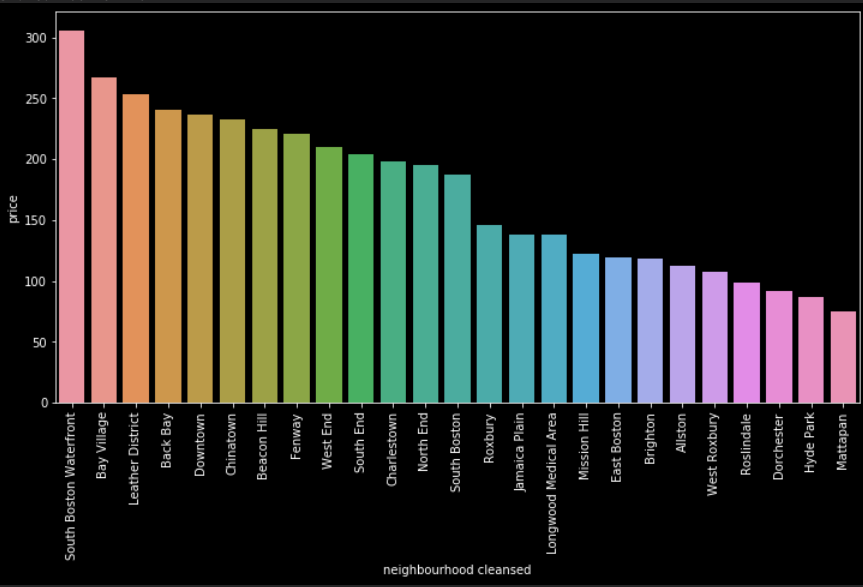 300
250
200
150
100
50
0
price
South Boston Waterfront
Bay Village
Leather District
Back Bay
Downtown
Chinatown
Beacon Hill
Fenway
West End
South End
Charlestown
North End
South Boston
Roxbury
Jamaica Plain
Longwood Medical Area
Mission Hill
East Boston
Brighton
Allston
West Roxbury
Roslindale
Dorchester
Hyde Park
Mattapan
neighbourhood cleansed